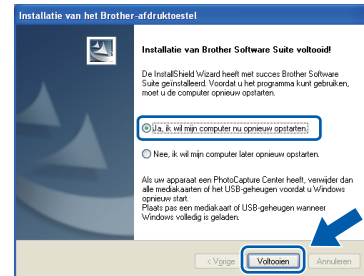 Installatie van het Brother-afdruktoestel
Installatie van Brother Software Suite voltooid!
De InstallShield Wizard heeft met succes Brother Software
Suite geïnstalleerd. Voordat u het programma kunt gebruiken,
moet u de computer opnieuw opstarten.
Ja, ik wil mijn computer nu opnieuw opstarten.
Nee, ik wil mijn computer later opnieuw opstarten.
Als uw apparaat een PhotoCapture Center heeft, verwijder dan
alle mediakaarten of het USB-geheugen voordat u Windows
opnieuw start.
Plaats pas een mediakaart of USB-geheugen wanneer
Windows volledig is geladen.
< Vorige Voltooien Annuleren